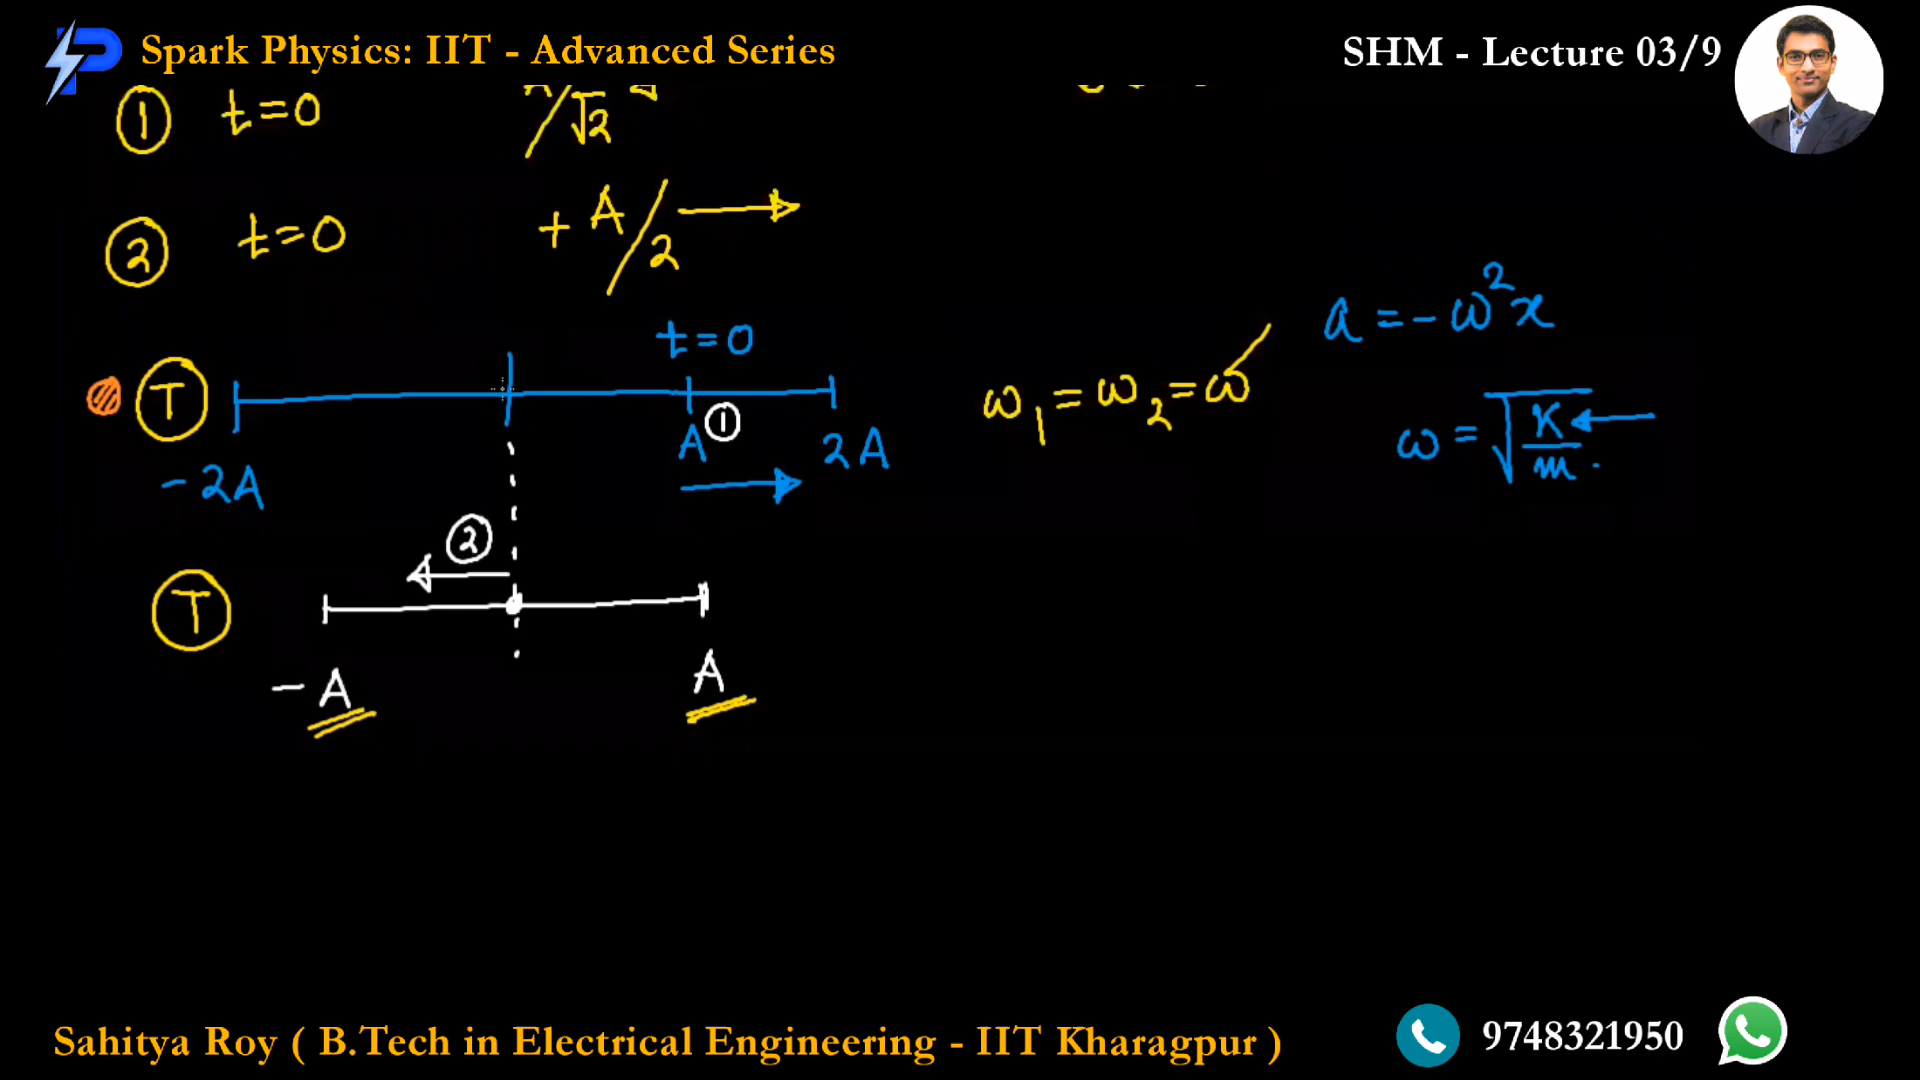 Spark Physics: IIT - Advanced Series
SHM - Lecture 03/9
① t=0 A/√2
② t=0 +A/2
a = -ω²x
t=0
T
ω₁ = ω₂ = ω
ω = √(K/m)
-2A A ① 2A
②
T
-A A
Sahitya Roy ( B.Tech in Electrical Engineering - IIT Kharagpur )
9748321950